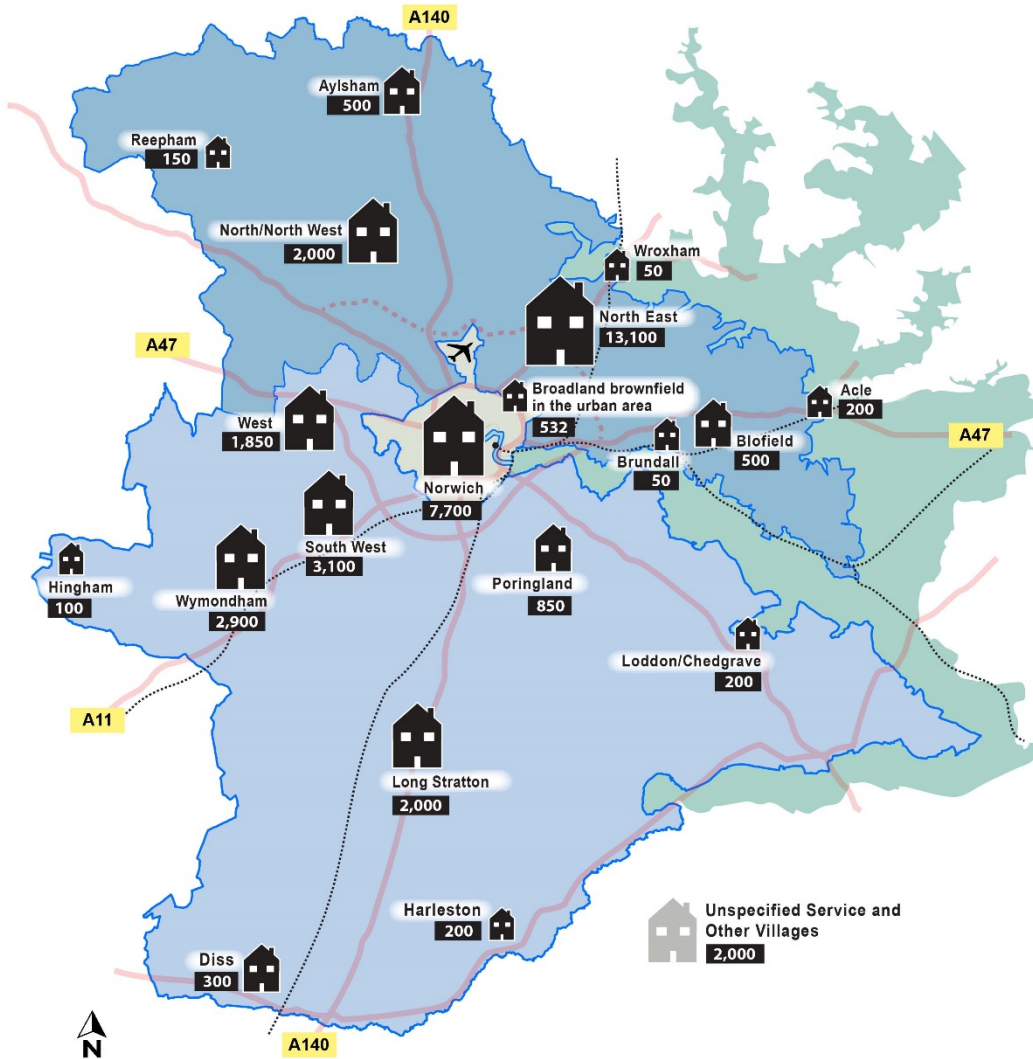 A140
Aylsham
500
Reepham
150
North/North West
2,000
Wroxham
50
North East
13,100
A47
Broadland brownfield
in the urban area
532
Acle
200
West
1,850
Blofield
500
A47
Brundall
50
Norwich
7,700
South West
3,100
Hingham
100
Wymondham
2,900
Poringland
850
Loddon/Chedgrave
200
A11
Long Stratton
2,000
Harleston
200
Unspecified Service and
Other Villages
2,000
Diss
300
N
A140